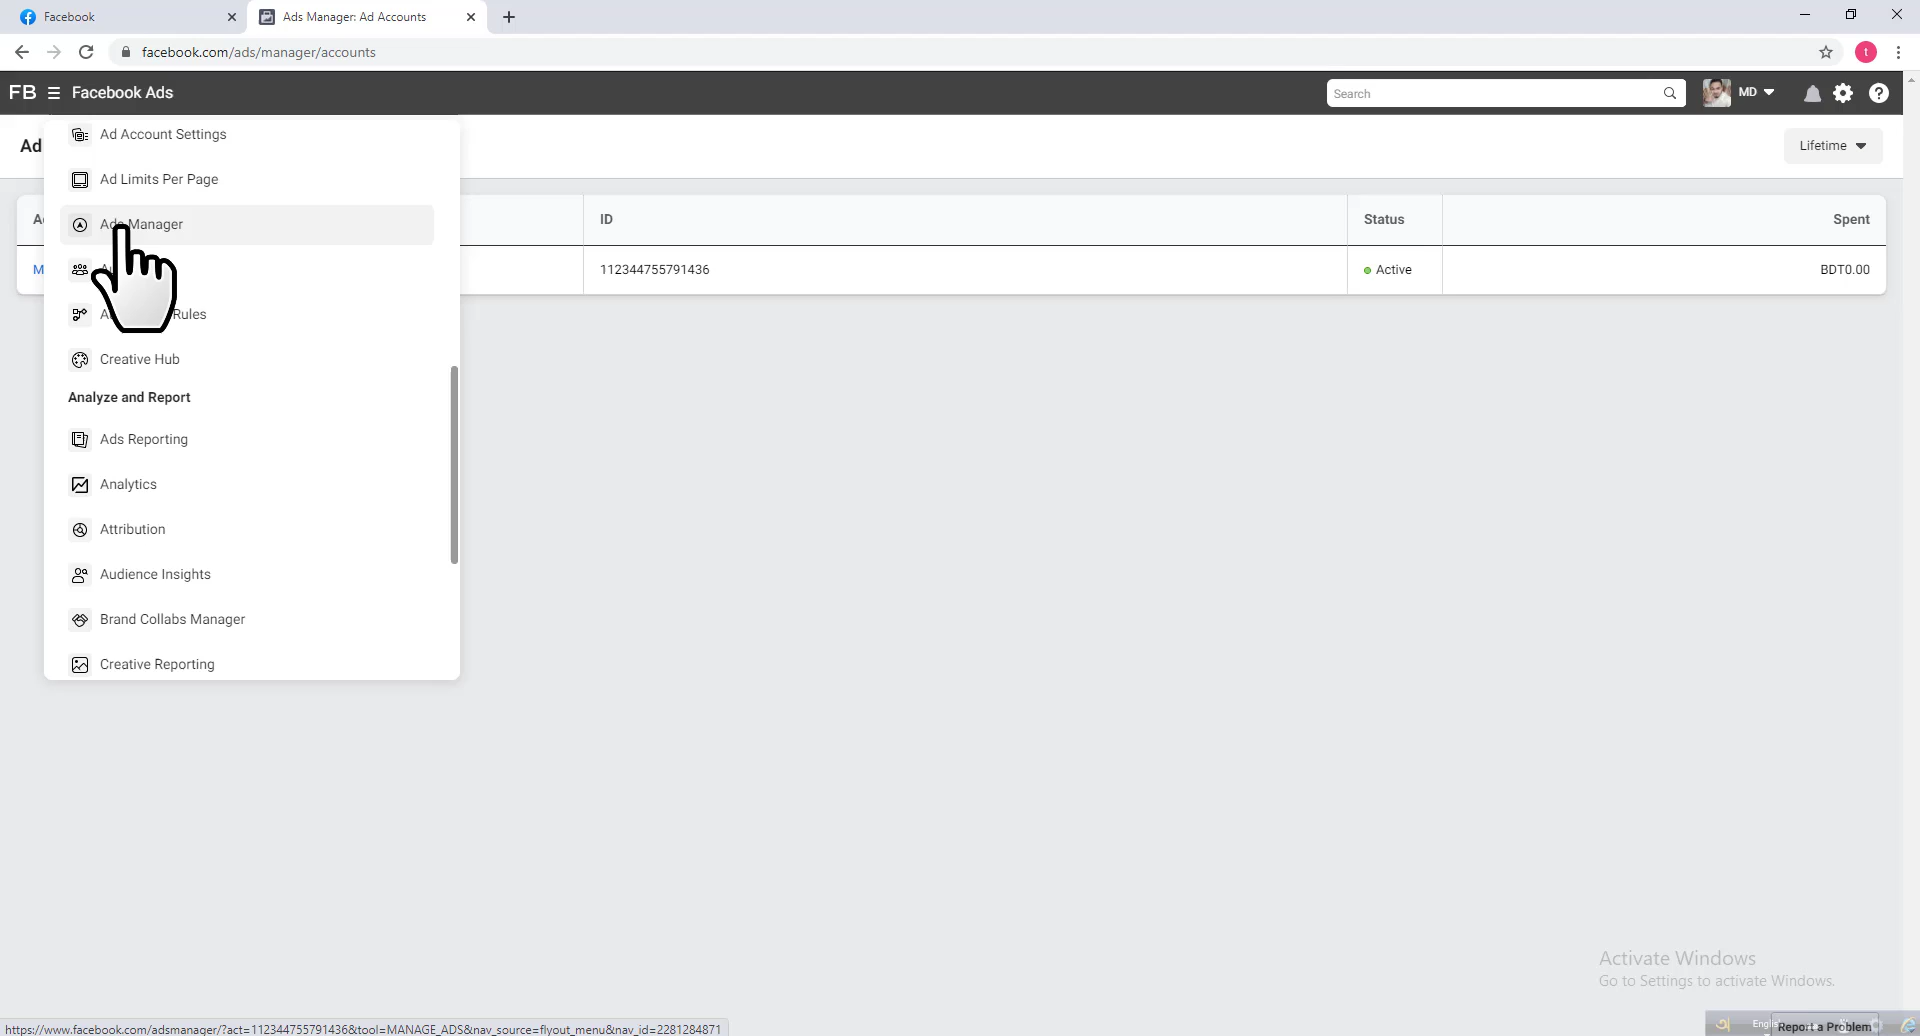 Facebook
Ads Manager: Ad Accounts
facebook.com/ads/manager/accounts
t
FB Facebook Ads
Search
MD
Ad
Lifetime
Ad Account Settings
Ad Limits Per Page
Ads Manager
Rules
Creative Hub
Analyze and Report
Ads Reporting
Analytics
Attribution
Audience Insights
Brand Collabs Manager
Creative Reporting
ID Status Spent
M 112344755791436 Active BDT0.00
Activate Windows
Go to Settings to activate Windows.
https://www.facebook.com/adsmanager/?act=112344755791436&tool=MANAGE_ADS&nav_source=flyout_menu&nav_id=2281284871
অ
Report a Problem